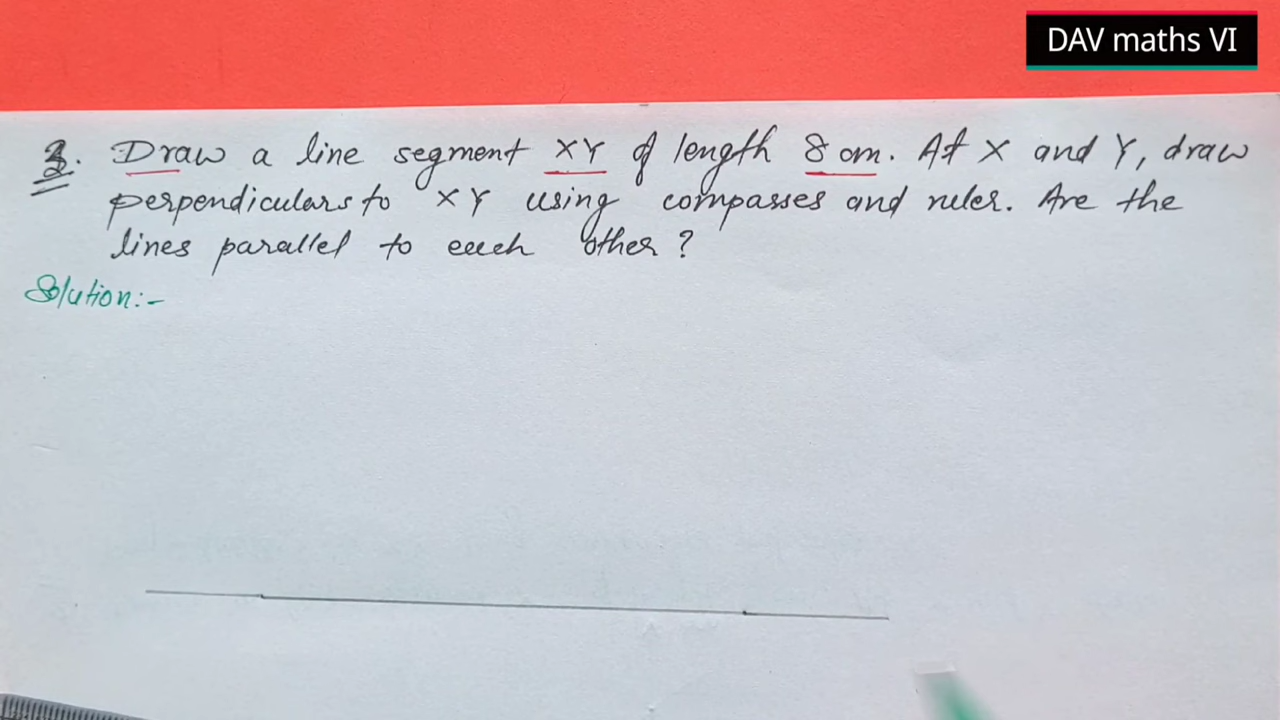 DAV maths VI
3. Draw a line segment XY of length 8 cm. At X and Y, draw
perpendiculars to XY using compasses and ruler. Are the
lines parallel to each other ?
Solution:-